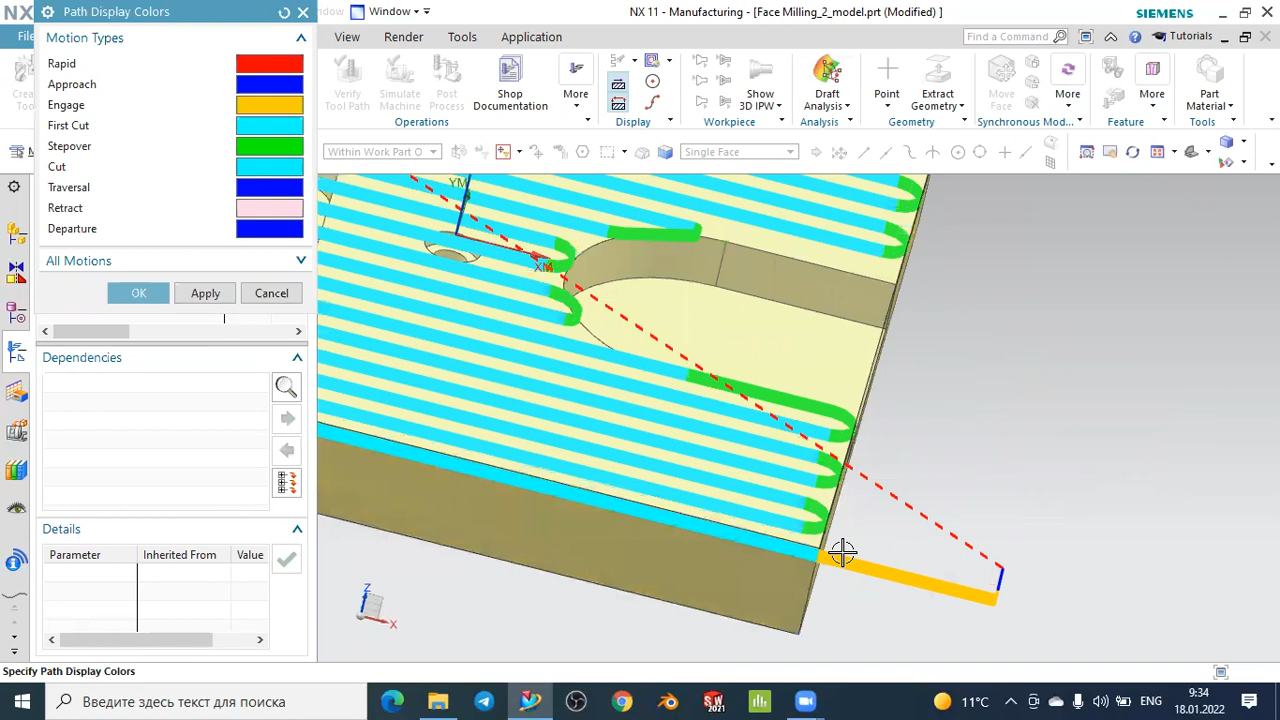 NX
Path Display Colors
ndow
Window
NX 11 - Manufacturing - [Face Milling_2_model.prt (Modified) ]
SIEMENS
File
View
Render
Tools
Application
Find a Command
Tutorials
Motion Types
Rapid
Approach
Engage
First Cut
Stepover
Cut
Traversal
Retract
Departure
All Motions
OK
Apply
Cancel
Verify Tool Path
Simulate Machine
Post Process
Shop Documentation
More
Show 3D IPW
Draft Analysis
Point
Extract Geometry
Move Face
More
More
Part Material
Operations
Display
Workpiece
Analysis
Geometry
Synchronous Mod...
Feature
Tools
Within Work Part O
Single Face
YM
XM
Dependencies
Details
Parameter
Inherited From
Value
Z
X
Specify Path Display Colors
Введите здесь текст для поиска
SW
2021
11°C
ENG
9:34
18.01.2022